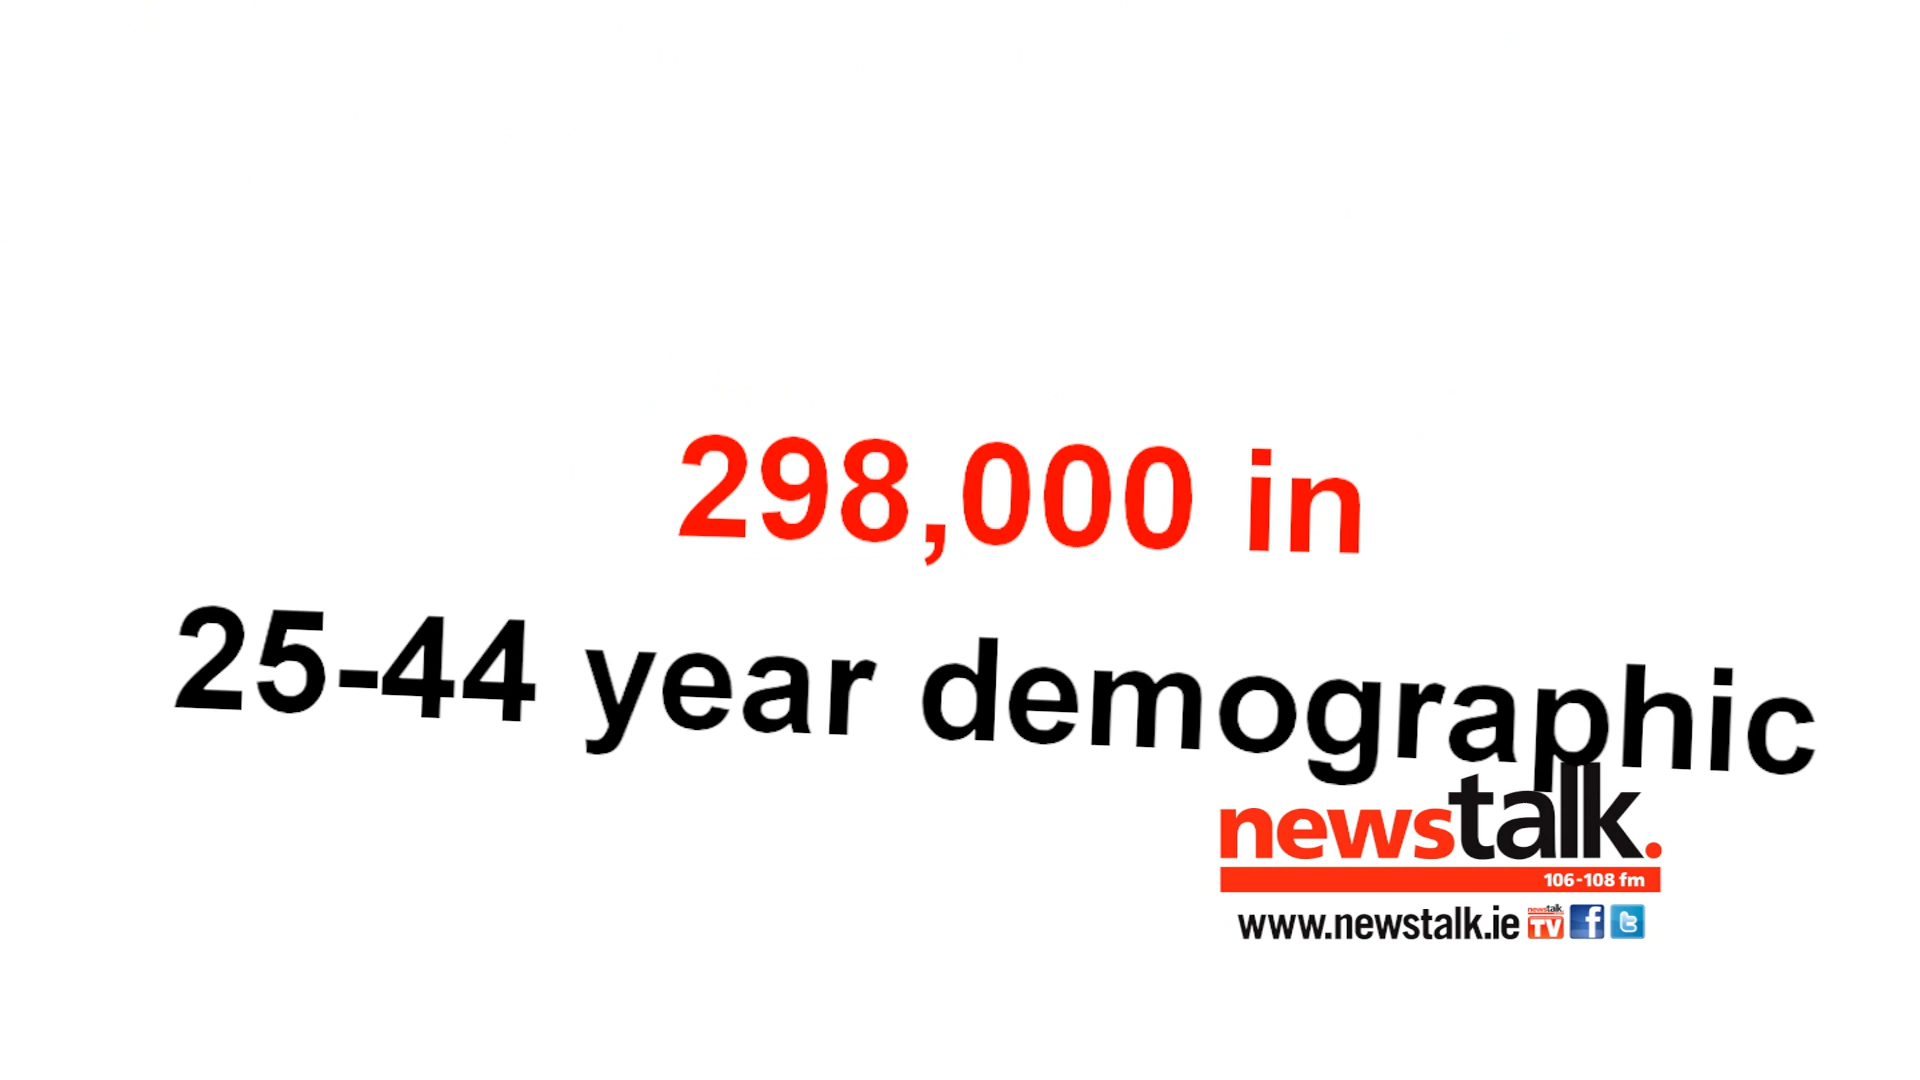 298,000 in
25-44 year demographic
newstalk.
106-108 fm
www.newstalk.ie newstalk. TV f t